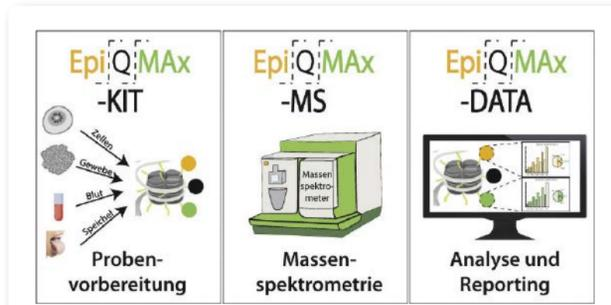 EpiQMAx
-KIT
Zellen
Gewebe
Blut
Speichel
Proben-
vorbereitung
EpiQMAx
-MS
Massen
spektro-
meter
Massen-
spektrometrie
EpiQMAx
-DATA
Analyse und
Reporting